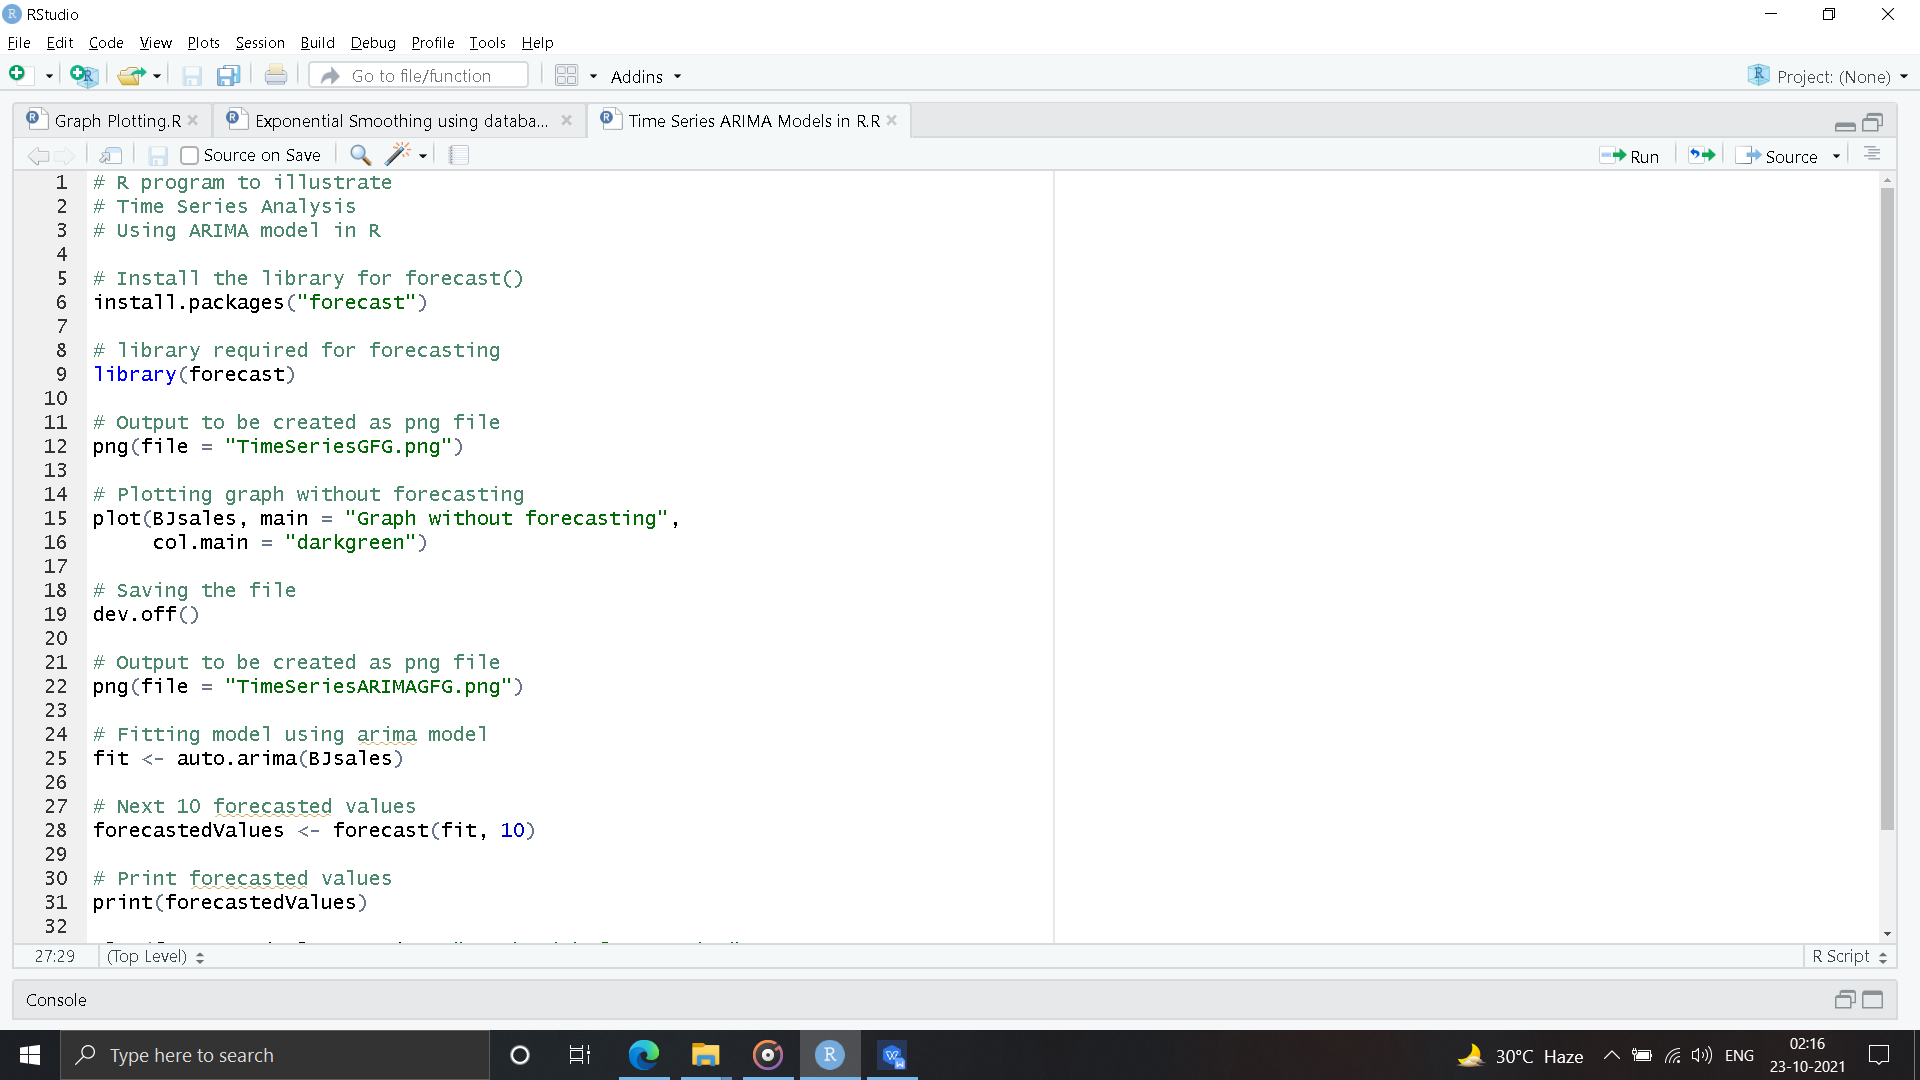 RStudio
File Edit Code View Plots Session Build Debug Profile Tools Help
Go to file/function Addins Project: (None)
Graph Plotting.R Exponential Smoothing using databa... Time Series ARIMA Models in R.R
Source on Save Run Source
1 # R program to illustrate
2 # Time Series Analysis
3 # Using ARIMA model in R
4
5 # Install the library for forecast()
6 install.packages("forecast")
7
8 # library required for forecasting
9 library(forecast)
10
11 # Output to be created as png file
12 png(file = "TimeSeriesGFG.png")
13
14 # Plotting graph without forecasting
15 plot(BJsales, main = "Graph without forecasting",
16 col.main = "darkgreen")
17
18 # Saving the file
19 dev.off()
20
21 # Output to be created as png file
22 png(file = "TimeSeriesARIMAGFG.png")
23
24 # Fitting model using arima model
25 fit <- auto.arima(BJsales)
26
27 # Next 10 forecasted values
28 forecastedValues <- forecast(fit, 10)
29
30 # Print forecasted values
31 print(forecastedValues)
32
27:29 (Top Level) R Script
Console
Type here to search 30°C Haze ENG 02:16
23-10-2021